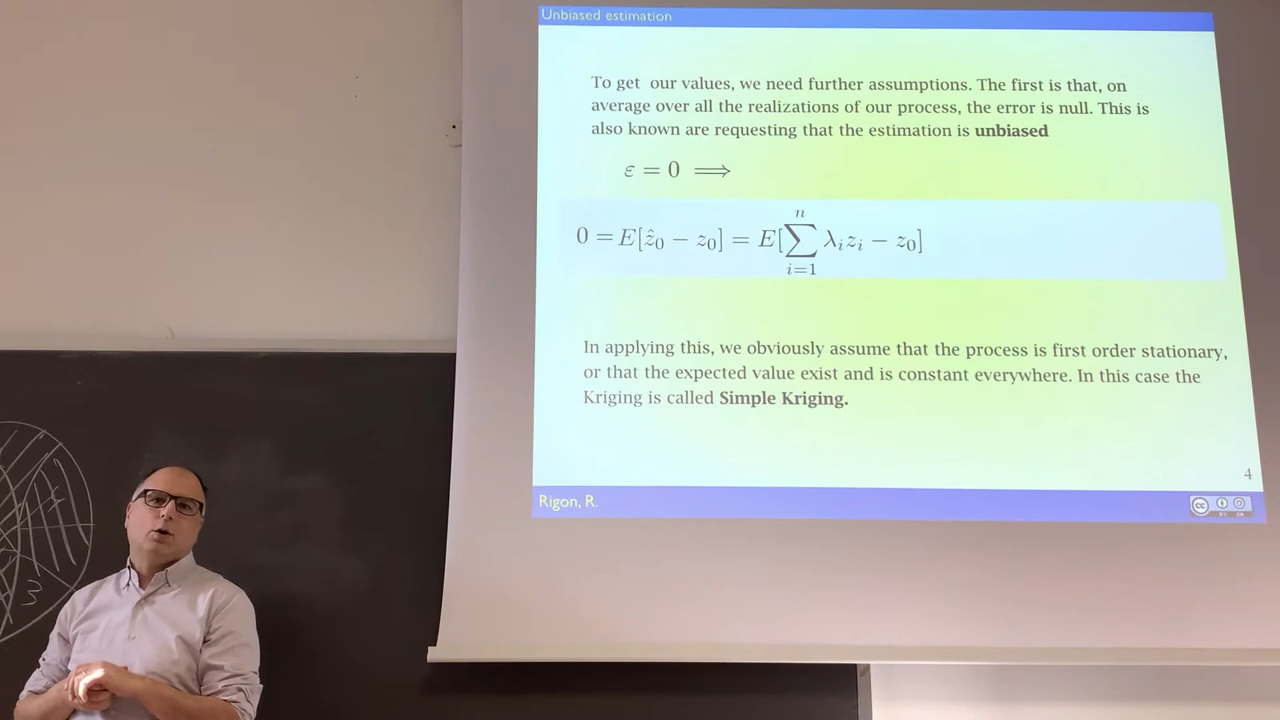 Unbiased estimation
To get our values, we need further assumptions. The first is that, on
average over all the realizations of our process, the error is null. This is
also known are requesting that the estimation is unbiased
ε = 0 ⟹
0 = E[ẑ₀ − z₀] = E[∑ᵢ₌₁ⁿ λᵢzᵢ − z₀]
In applying this, we obviously assume that the process is first order stationary,
or that the expected value exist and is constant everywhere. In this case the
Kriging is called Simple Kriging.
4
Rigon, R.
cc
3